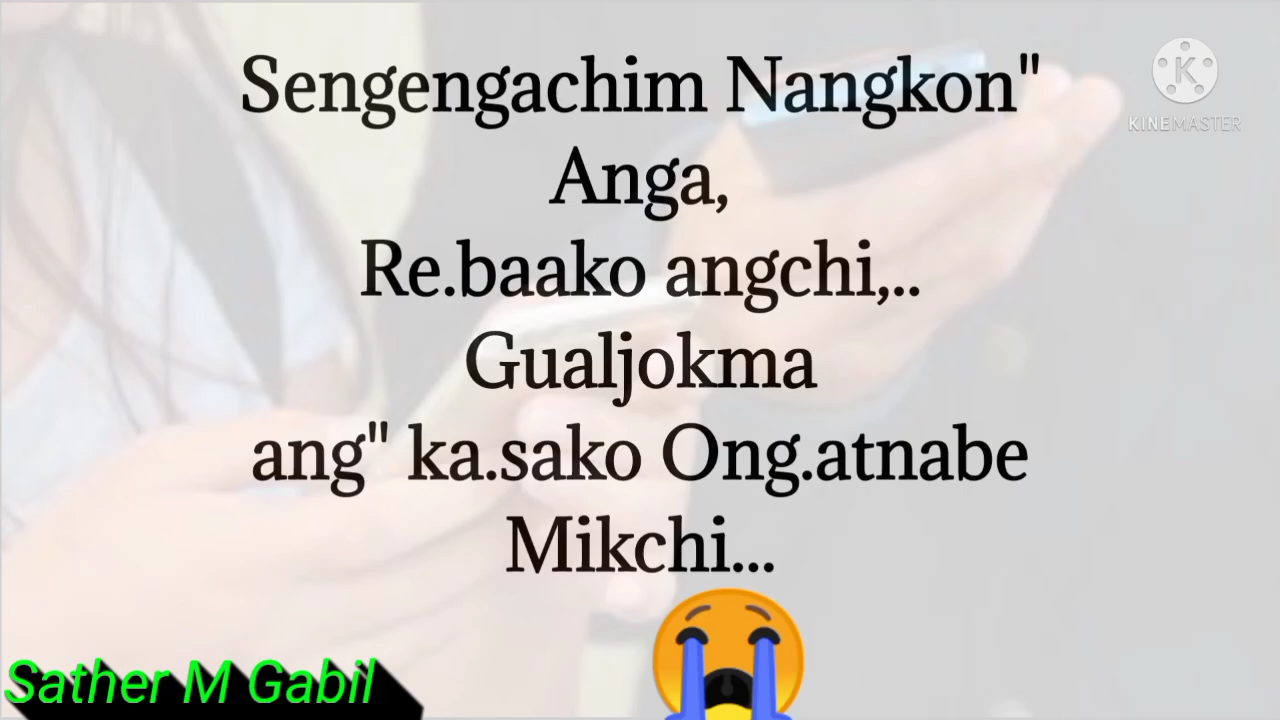 Sengengachim Nangkon"
Anga,
Re.baako angchi,..
Gualjokma
ang" ka.sako Ong.atnabe
Mikchi...
KINEMASTER
Sather M Gabil